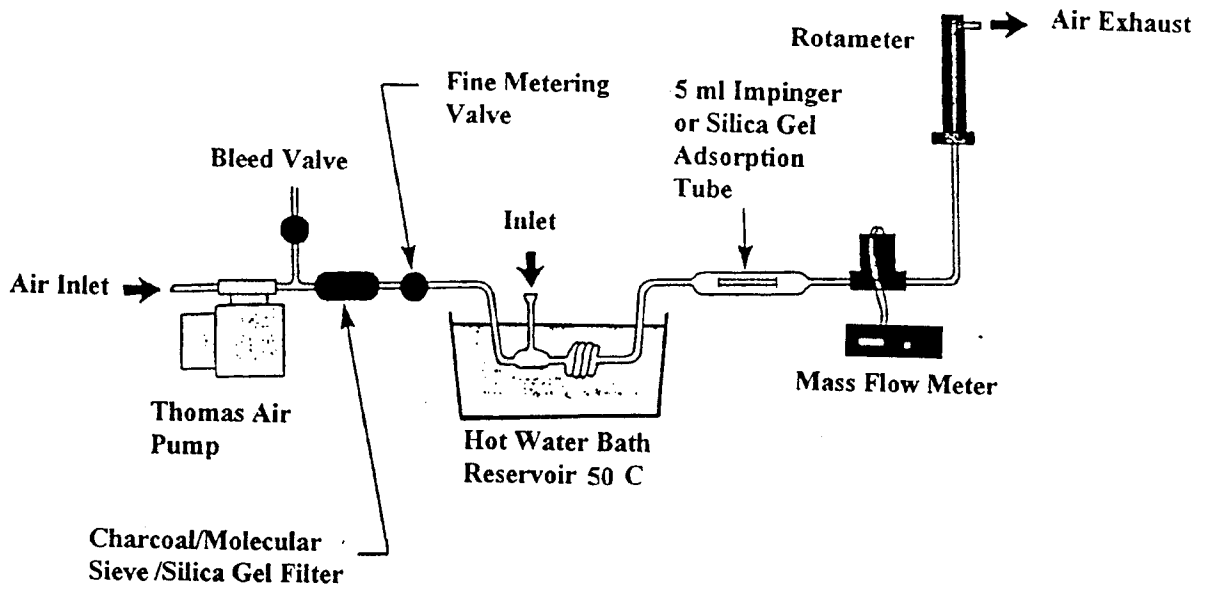 Air Exhaust
Rotameter
Fine Metering
Valve
5 ml Impinger
or Silica Gel
Adsorption
Tube
Bleed Valve
Inlet
Air Inlet
Mass Flow Meter
Thomas Air
Pump
Hot Water Bath
Reservoir 50 C
Charcoal/Molecular
Sieve/Silica Gel Filter